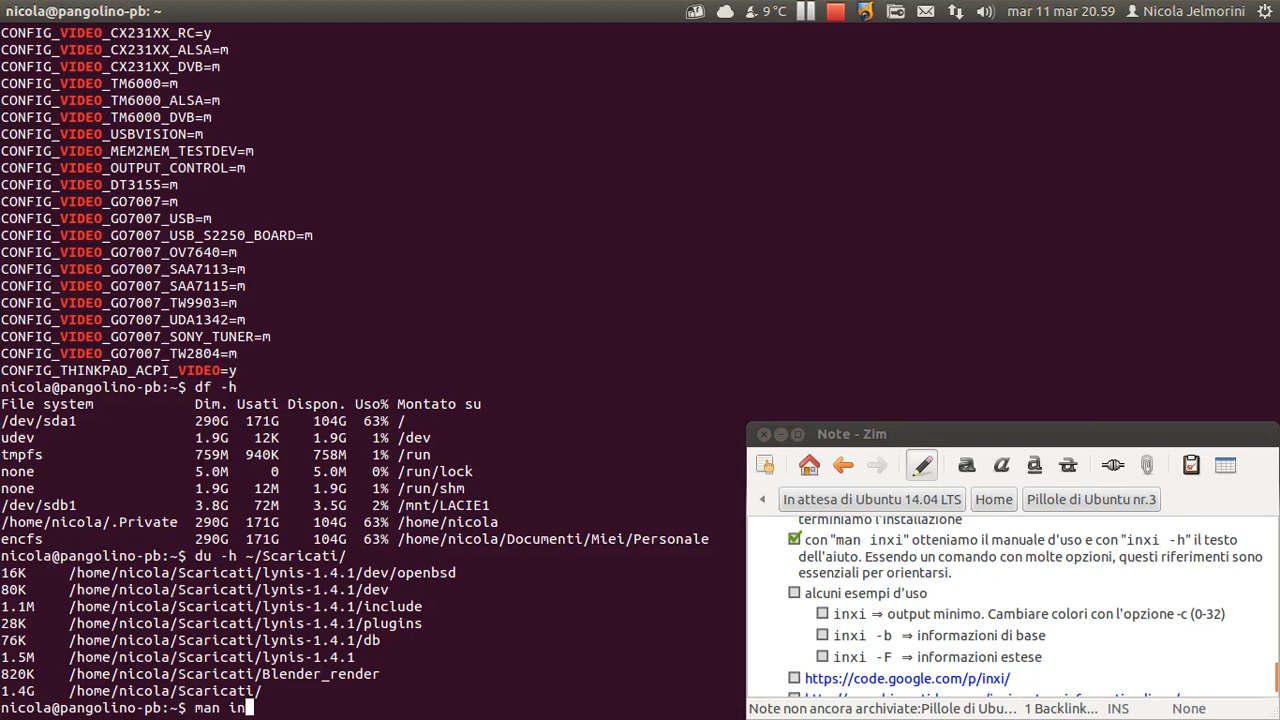 nicola@pangolino-pb: ~
9 °C
mar 11 mar 20.59
Nicola Jelmorini
CONFIG_VIDEO_CX231XX_RC=y
CONFIG_VIDEO_CX231XX_ALSA=m
CONFIG_VIDEO_CX231XX_DVB=m
CONFIG_VIDEO_TM6000=m
CONFIG_VIDEO_TM6000_ALSA=m
CONFIG_VIDEO_TM6000_DVB=m
CONFIG_VIDEO_USBVISION=m
CONFIG_VIDEO_MEM2MEM_TESTDEV=m
CONFIG_VIDEO_OUTPUT_CONTROL=m
CONFIG_VIDEO_DT3155=m
CONFIG_VIDEO_GO7007=m
CONFIG_VIDEO_GO7007_USB=m
CONFIG_VIDEO_GO7007_USB_S2250_BOARD=m
CONFIG_VIDEO_GO7007_OV7640=m
CONFIG_VIDEO_GO7007_SAA7113=m
CONFIG_VIDEO_GO7007_SAA7115=m
CONFIG_VIDEO_GO7007_TW9903=m
CONFIG_VIDEO_GO7007_UDA1342=m
CONFIG_VIDEO_GO7007_SONY_TUNER=m
CONFIG_VIDEO_GO7007_TW2804=m
CONFIG_THINKPAD_ACPI_VIDEO=y
nicola@pangolino-pb:~$ df -h
File system Dim. Usati Dispon. Uso% Montato su
/dev/sda1 290G 171G 104G 63% /
udev 1.9G 12K 1.9G 1% /dev
tmpfs 759M 940K 758M 1% /run
none 5.0M 0 5.0M 0% /run/lock
none 1.9G 12M 1.9G 1% /run/shm
/dev/sdb1 3.8G 72M 3.5G 2% /mnt/LACIE1
/home/nicola/.Private 290G 171G 104G 63% /home/nicola
encfs 290G 171G 104G 63% /home/nicola/Documenti/Miei/Personale
nicola@pangolino-pb:~$ du -h ~/Scaricati/
16K /home/nicola/Scaricati/lynis-1.4.1/dev/openbsd
80K /home/nicola/Scaricati/lynis-1.4.1/dev
1.1M /home/nicola/Scaricati/lynis-1.4.1/include
28K /home/nicola/Scaricati/lynis-1.4.1/plugins
76K /home/nicola/Scaricati/lynis-1.4.1/db
1.5M /home/nicola/Scaricati/lynis-1.4.1
820K /home/nicola/Scaricati/Blender_render
1.4G /home/nicola/Scaricati/
nicola@pangolino-pb:~$ man in
Note - Zim
In attesa di Ubuntu 14.04 LTS
Home
Pillole di Ubuntu nr.3
terminiamo l'installazione
con "man inxi" otteniamo il manuale d'uso e con "inxi -h" il testo
dell'aiuto. Essendo un comando con molte opzioni, questi riferimenti sono
essenziali per orientarsi.
alcuni esempi d'uso
inxi ⇒ output minimo. Cambiare colori con l'opzione -c (0-32)
inxi -b ⇒ informazioni di base
inxi -F ⇒ informazioni estese
https://code.google.com/p/inxi/
Note non ancora archiviate:Pillole di Ubu... 1 Backlink... INS None